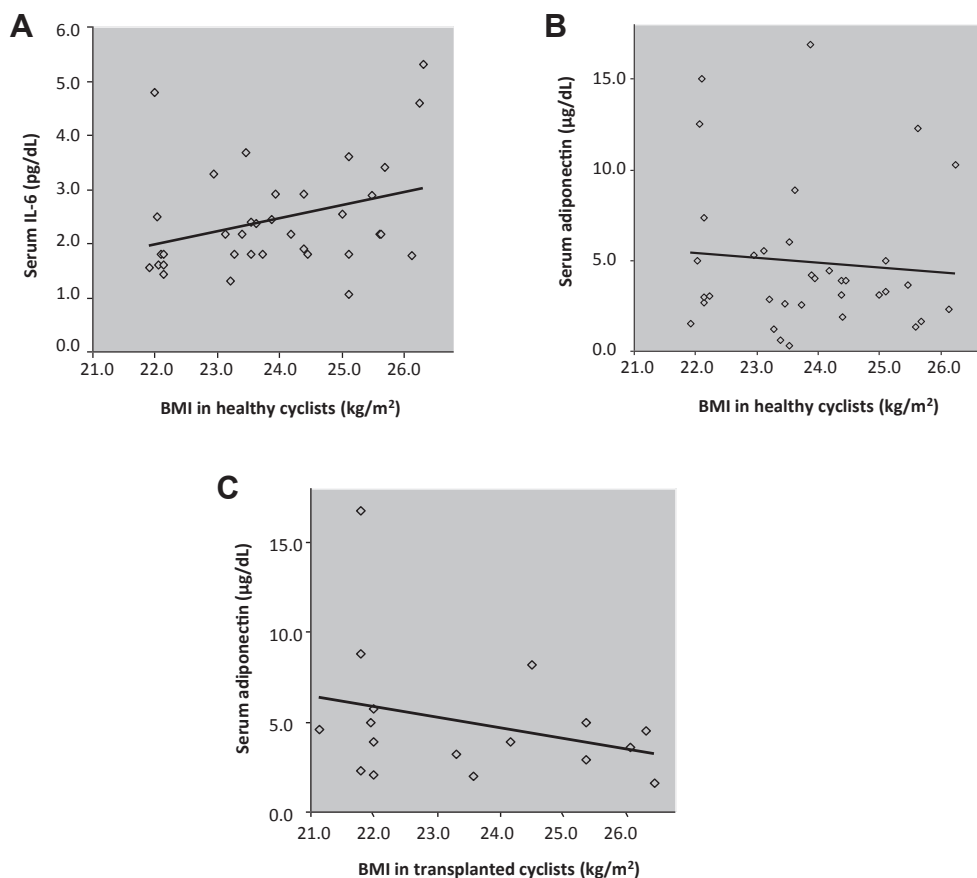 A
B
6.0
5.0
4.0
3.0
2.0
1.0
0.0
Serum IL-6 (pg/dL)
21.0 22.0 23.0 24.0 25.0 26.0
BMI in healthy cyclists (kg/m²)
15.0
10.0
5.0
0.0
Serum adiponectin (µg/dL)
21.0 22.0 23.0 24.0 25.0 26.0
BMI in healthy cyclists (kg/m²)
C
15.0
10.0
5.0
0.0
Serum adiponectin (µg/dL)
21.0 22.0 23.0 24.0 25.0 26.0
BMI in transplanted cyclists (kg/m²)